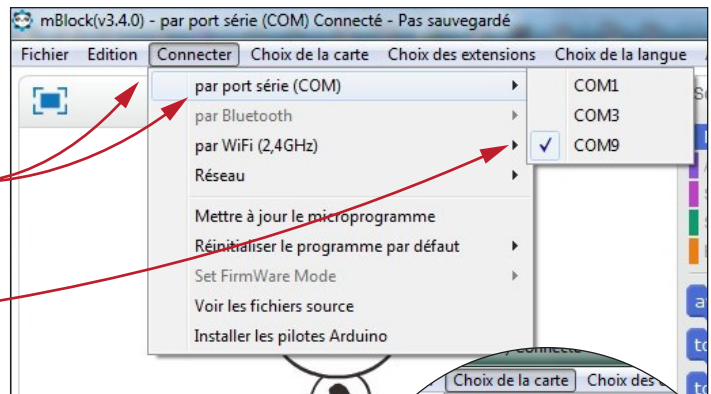 mBlock(v3.4.0) - par port série (COM) Connecté - Pas sauvegardé
Fichier Edition Connecter Choix de la carte Choix des extensions Choix de la langue
par port série (COM)
COM1
par Bluetooth
COM3
par WiFi (2,4GHz)
✓ COM9
Réseau
Mettre à jour le microprogramme
Réinitialiser le programme par défaut
Set FirmWare Mode
Voir les fichiers source
Installer les pilotes Arduino
Choix de la carte Choix des